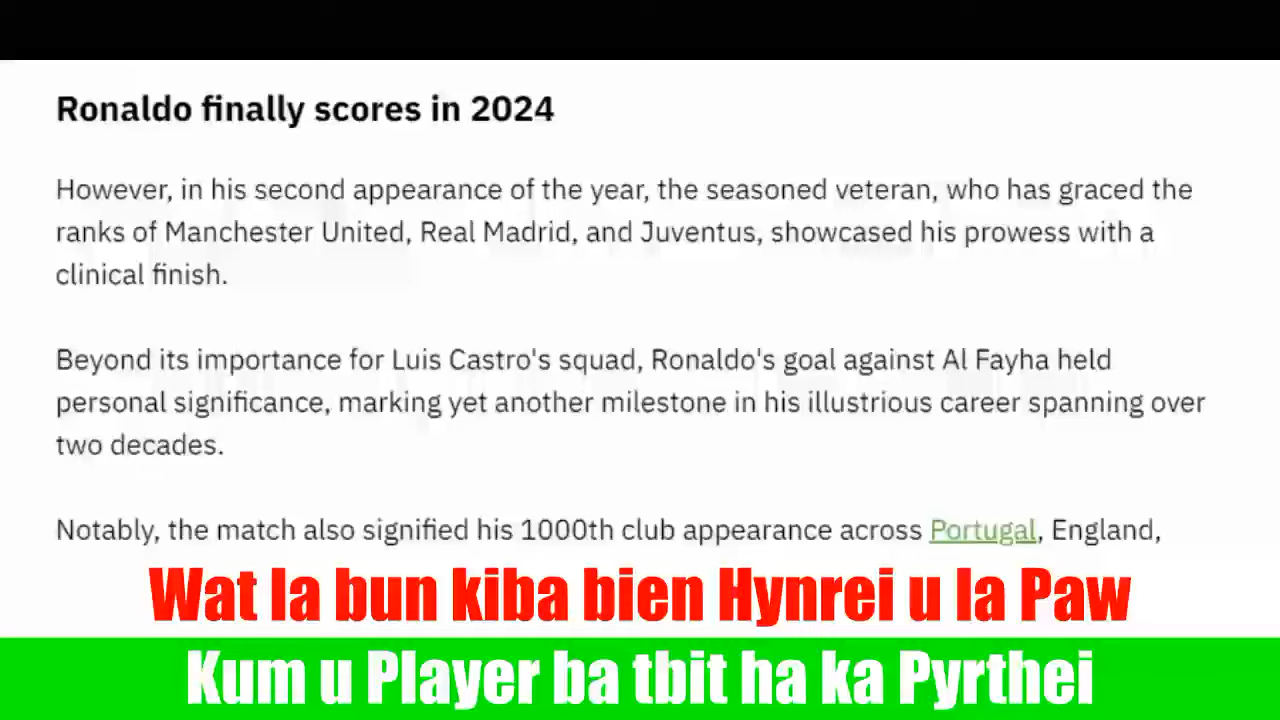 Ronaldo finally scores in 2024
However, in his second appearance of the year, the seasoned veteran, who has graced the
ranks of Manchester United, Real Madrid, and Juventus, showcased his prowess with a
clinical finish.
Beyond its importance for Luis Castro's squad, Ronaldo's goal against Al Fayha held
personal significance, marking yet another milestone in his illustrious career spanning over
two decades.
Notably, the match also signified his 1000th club appearance across Portugal, England,
Wat la bun kiba bien Hynrei u la Paw
Kum u Player ba tbit ha ka Pyrthei